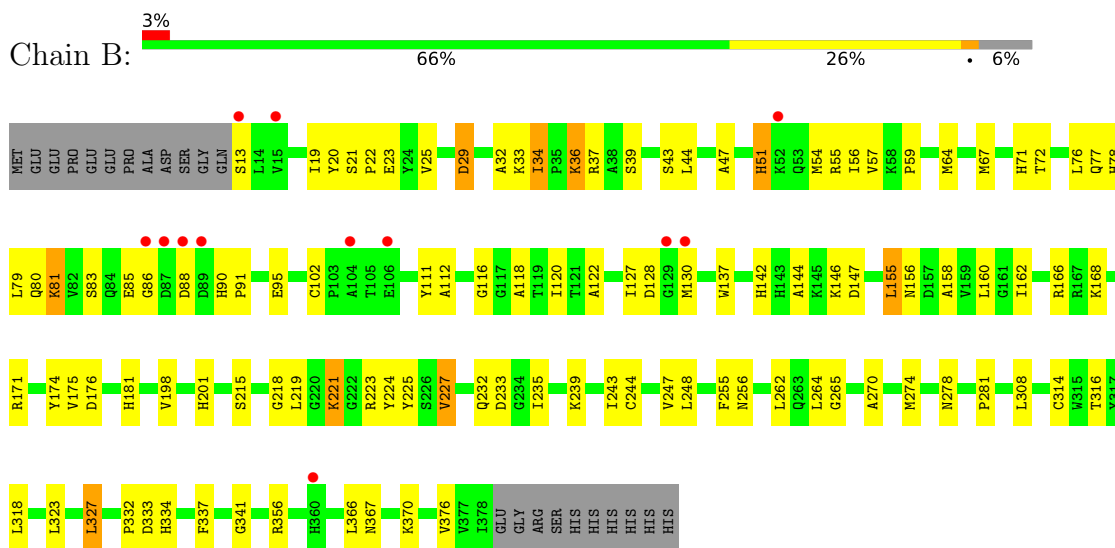 3%
Chain B:
66% 26% • 6%
MET GLU GLU PRO GLU GLU PRO ALA ASP SER GLY GLN S13 L14 V15 I19 Y20 S21 P22 E23 Y24 V25 D29 A32 K33 I34 P35 K36 R37 A38 S39 S43 L44 A47 H51 K52 Q53 M54 R55 I56 V57 K58 P59 M64 M67 H71 T72 L76 Q77 H78
L79 Q80 K81 V82 S83 Q84 E85 G86 D87 D88 D89 H90 P91 E95 C102 P103 A104 T105 E106 Y111 A112 G116 G117 A118 T119 I120 T121 A122 I127 D128 G129 M130 W137 H142 H143 A144 K145 K146 D147 L155 N156 D157 A158 V159 L160 G161 I162 R166 R167 K168
R171 Y174 V175 D176 H181 V198 H201 S215 G218 L219 G220 K221 G222 R223 Y224 Y225 S226 V227 Q232 D233 G234 I235 K239 I243 C244 V247 L248 F255 N256 L262 Q263 L264 G265 A270 M274 N278 P281 L308 C314 W315 T316 Y317
L318 L323 L327 P332 D333 H334 F337 G341 R356 H360 L366 N367 K370 V376 V377 I378 GLU GLY ARG SER HIS HIS HIS HIS HIS HIS